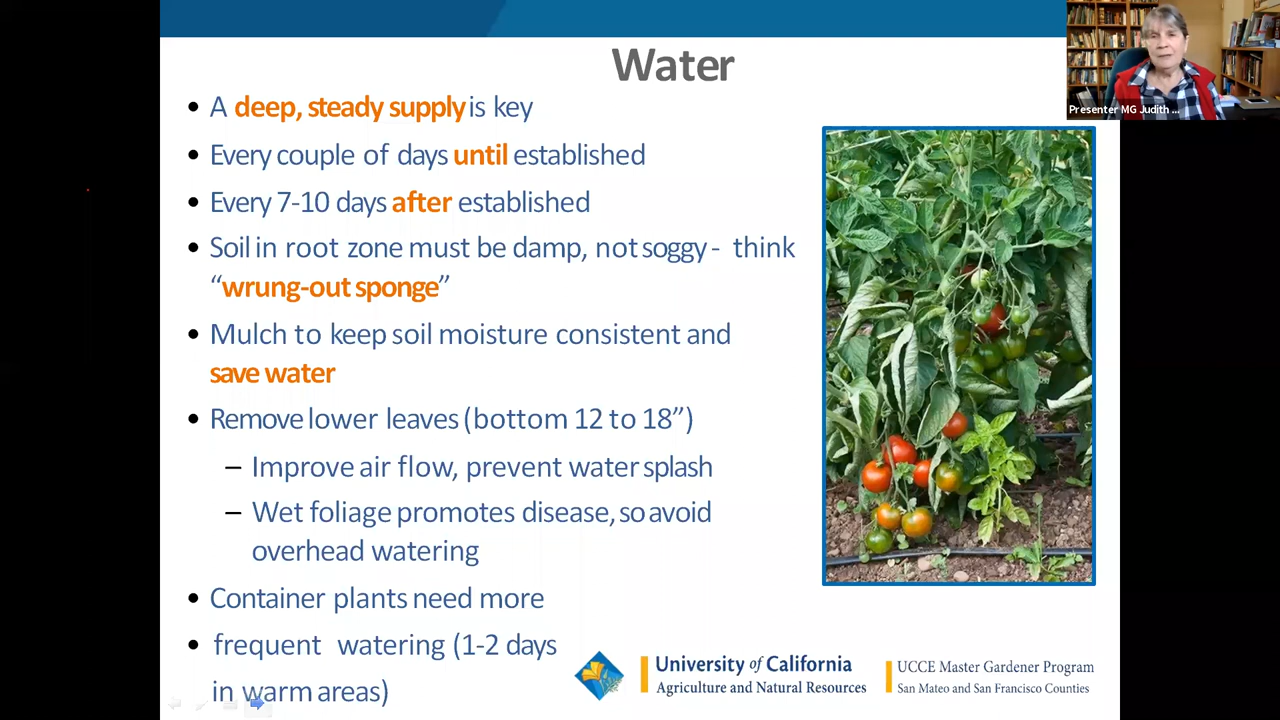 Water
Presenter MG Judith ...
• A deep, steady supply is key
• Every couple of days until established
• Every 7-10 days after established
• Soil in root zone must be damp, not soggy - think
“wrung-out sponge”
• Mulch to keep soil moisture consistent and
save water
• Remove lower leaves (bottom 12 to 18”)
– Improve air flow, prevent water splash
– Wet foliage promotes disease, so avoid
overhead watering
• Container plants need more
• frequent watering (1-2 days
in warm areas)
University of California
Agriculture and Natural Resources
UCCE Master Gardener Program
San Mateo and San Francisco Counties